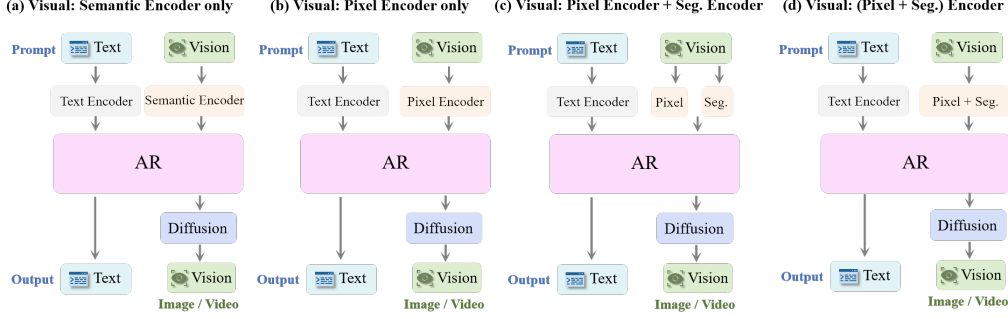 (a) Visual: Semantic Encoder only
Prompt Text Vision
Text Encoder Semantic Encoder
AR
Diffusion
Output Text Vision
Image / Video
(b) Visual: Pixel Encoder only
Prompt Text Vision
Text Encoder Pixel Encoder
AR
Diffusion
Output Text Vision
Image / Video
(c) Visual: Pixel Encoder + Seg. Encoder
Prompt Text Vision
Text Encoder Pixel Seg.
AR
Diffusion
Output Text Vision
Image / Video
(d) Visual: (Pixel + Seg.) Encoder
Prompt Text Vision
Text Encoder Pixel + Seg.
AR
Diffusion
Output Text Vision
Image / Video